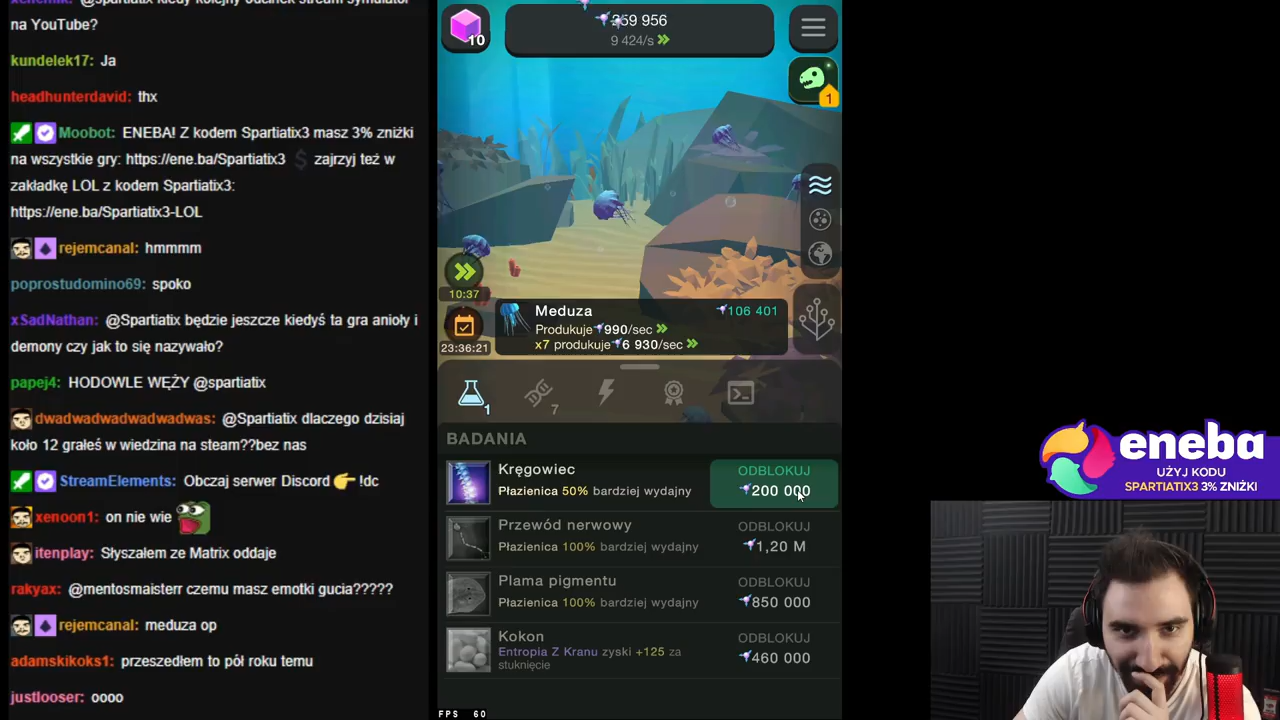 xenemik: @spartiatix kiedy kolejny odcinek stream symulator
na YouTube?
kundelek17: Ja
headhunterdavid: thx
Moobot: ENEBA! Z kodem Spartiatix3 masz 3% zniżki
na wszystkie gry: https://ene.ba/Spartiatix3 $ zajrzyj też w
zakładkę LOL z kodem Spartiatix3:
https://ene.ba/Spartiatix3-LOL
rejemcanal: hmmmm
poprostudomino69: spoko
xSadNathan: @Spartiatix będzie jeszcze kiedyś ta gra anioły i
demony czy jak to się nazywało?
papej4: HODOWLE WĘŻY @spartiatix
dwadwadwadwadwadwas: @Spartiatix dlaczego dzisiaj
koło 12 grałeś w wiedzina na steam??bez nas
StreamElements: Obczaj serwer Discord !dc
xenoon1: on nie wie
itenplay: Słyszałem ze Matrix oddaje
rakyax: @mentosmaisterr czemu masz emotki gucia?????
rejemcanal: meduza op
adamskikoks1: przeszedłem to pół roku temu
justlooser: oooo
10
359 956
9 424/s
1
10:37
23:36:21
Meduza
106 401
Produkuje 990/sec
x7 produkuje 6 930/sec
1
7
BADANIA
Kręgowiec
Płazienica 50% bardziej wydajny
ODBLOKUJ
200 000
Przewód nerwowy
Płazienica 100% bardziej wydajny
ODBLOKUJ
1,20 M
Plama pigmentu
Płazienica 100% bardziej wydajny
ODBLOKUJ
850 000
Kokon
Entropia Z Kranu zyski +125 za
stuknięcie
ODBLOKUJ
460 000
FPS 60
eneba
UŻYJ KODU
SPARTIATIX3 3% ZNIŻKI